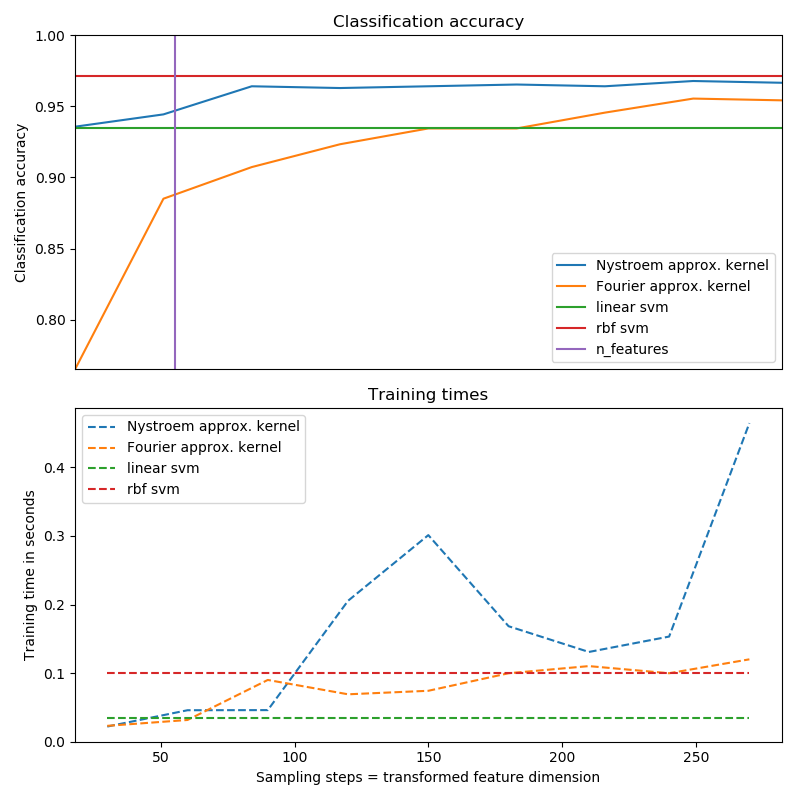 Classification accuracy
1.00
0.95
0.90
0.85
0.80
Classification accuracy
Nystroem approx. kernel
Fourier approx. kernel
linear svm
rbf svm
n_features
Training times
Nystroem approx. kernel
Fourier approx. kernel
linear svm
rbf svm
0.4
0.3
0.2
0.1
0.0
Training time in seconds
50
100
150
200
250
Sampling steps = transformed feature dimension